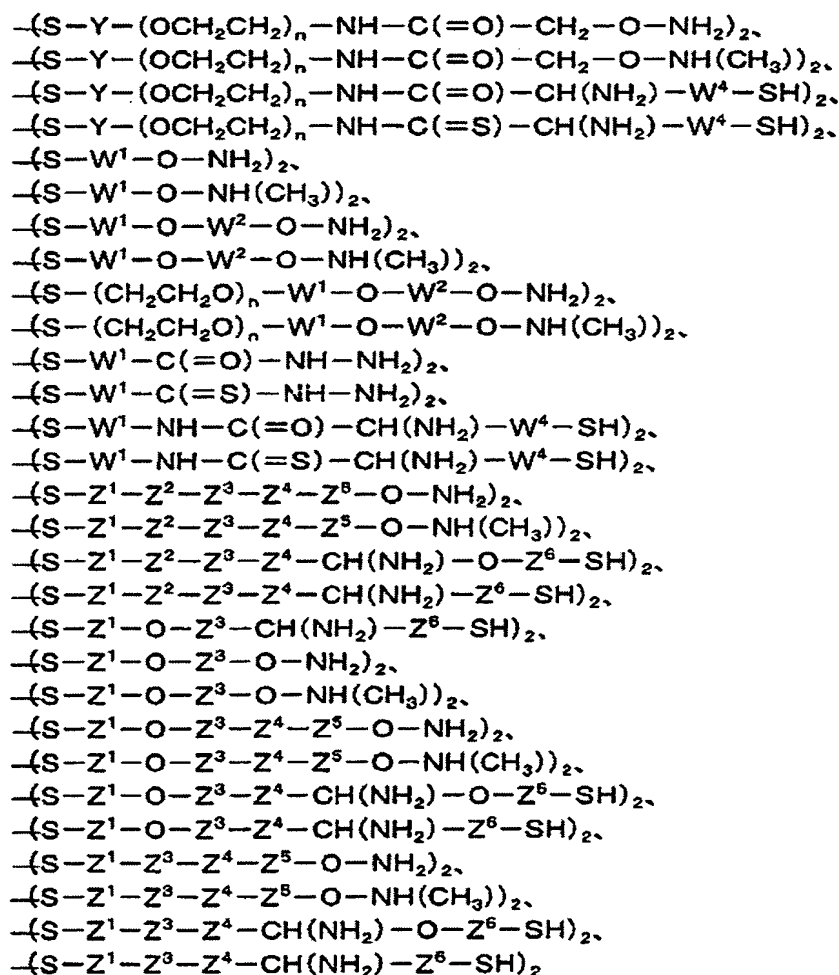 –(S–Y–(OCH₂CH₂)ₙ–NH–C(=O)–CH₂–O–NH₂)₂、
–(S–Y–(OCH₂CH₂)ₙ–NH–C(=O)–CH₂–O–NH(CH₃))₂、
–(S–Y–(OCH₂CH₂)ₙ–NH–C(=O)–CH(NH₂)–W⁴–SH)₂、
–(S–Y–(OCH₂CH₂)ₙ–NH–C(=S)–CH(NH₂)–W⁴–SH)₂、
–(S–W¹–O–NH₂)₂、
–(S–W¹–O–NH(CH₃))₂、
–(S–W¹–O–W²–O–NH₂)₂、
–(S–W¹–O–W²–O–NH(CH₃))₂、
–(S–(CH₂CH₂O)ₙ–W¹–O–W²–O–NH₂)₂、
–(S–(CH₂CH₂O)ₙ–W¹–O–W²–O–NH(CH₃))₂、
–(S–W¹–C(=O)–NH–NH₂)₂、
–(S–W¹–C(=S)–NH–NH₂)₂、
–(S–W¹–NH–C(=O)–CH(NH₂)–W⁴–SH)₂、
–(S–W¹–NH–C(=S)–CH(NH₂)–W⁴–SH)₂、
–(S–Z¹–Z²–Z³–Z⁴–Z⁵–O–NH₂)₂、
–(S–Z¹–Z²–Z³–Z⁴–Z⁵–O–NH(CH₃))₂、
–(S–Z¹–Z²–Z³–Z⁴–CH(NH₂)–O–Z⁶–SH)₂、
–(S–Z¹–Z²–Z³–Z⁴–CH(NH₂)–Z⁶–SH)₂、
–(S–Z¹–O–Z³–CH(NH₂)–Z⁶–SH)₂、
–(S–Z¹–O–Z³–O–NH₂)₂、
–(S–Z¹–O–Z³–O–NH(CH₃))₂、
–(S–Z¹–O–Z³–Z⁴–Z⁵–O–NH₂)₂、
–(S–Z¹–O–Z³–Z⁴–Z⁵–O–NH(CH₃))₂、
–(S–Z¹–O–Z³–Z⁴–CH(NH₂)–O–Z⁶–SH)₂、
–(S–Z¹–O–Z³–Z⁴–CH(NH₂)–Z⁶–SH)₂、
–(S–Z¹–Z³–Z⁴–Z⁵–O–NH₂)₂、
–(S–Z¹–Z³–Z⁴–Z⁵–O–NH(CH₃))₂、
–(S–Z¹–Z³–Z⁴–CH(NH₂)–O–Z⁶–SH)₂、
–(S–Z¹–Z³–Z⁴–CH(NH₂)–Z⁶–SH)₂